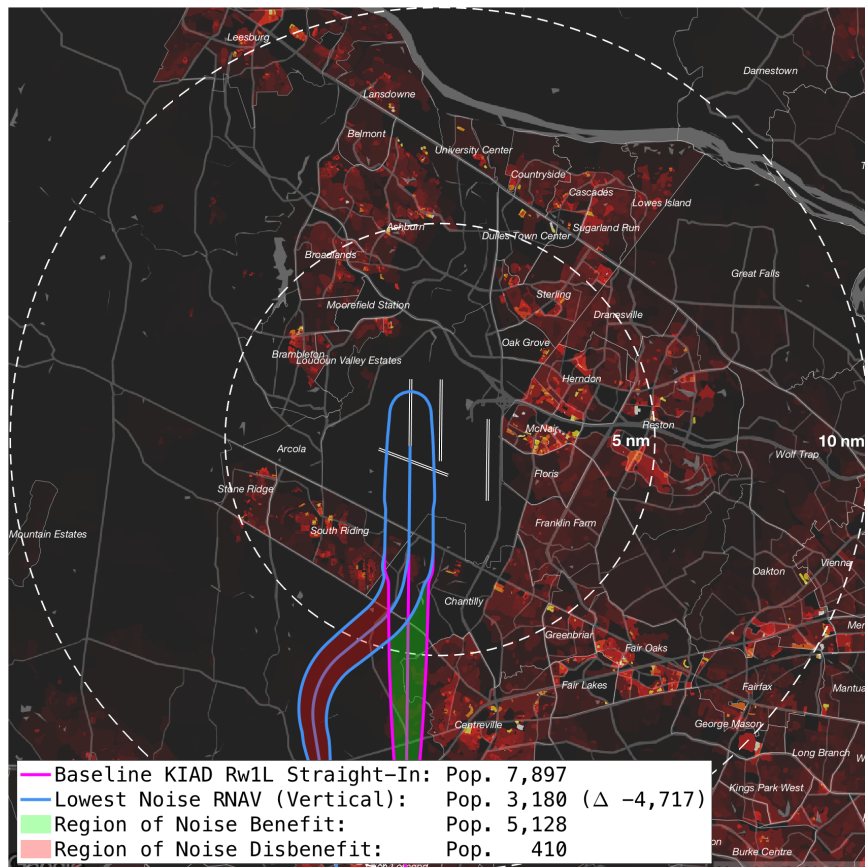 Leesburg
Darnestown
Lansdowne
Belmont
University Center
Countryside
Cascades
Lowes Island
Ashburn
Dulles Town Center
Sugarland Run
Broadlands
Great Falls
Sterling
Moorefield Station
Dranesville
Oak Grove
Brambleton
Loudoun Valley Estates
Herndon
McNair
Reston
5 nm
10 nm
Arcola
Wolf Trap
Floris
Stone Ridge
South Riding
Franklin Farm
Mountain Estates
Oakton
Vienna
Chantilly
Greenbriar
Fair Oaks
Mer
Fair Lakes
Fairfax
Mantua
Centreville
George Mason
Long Branch
Kings Park West
Burke Centre
Baseline KIAD Rw1L Straight-In: Pop. 7,897
Lowest Noise RNAV (Vertical): Pop. 3,180 (Δ -4,717)
Region of Noise Benefit: Pop. 5,128
Region of Noise Disbenefit: Pop. 410